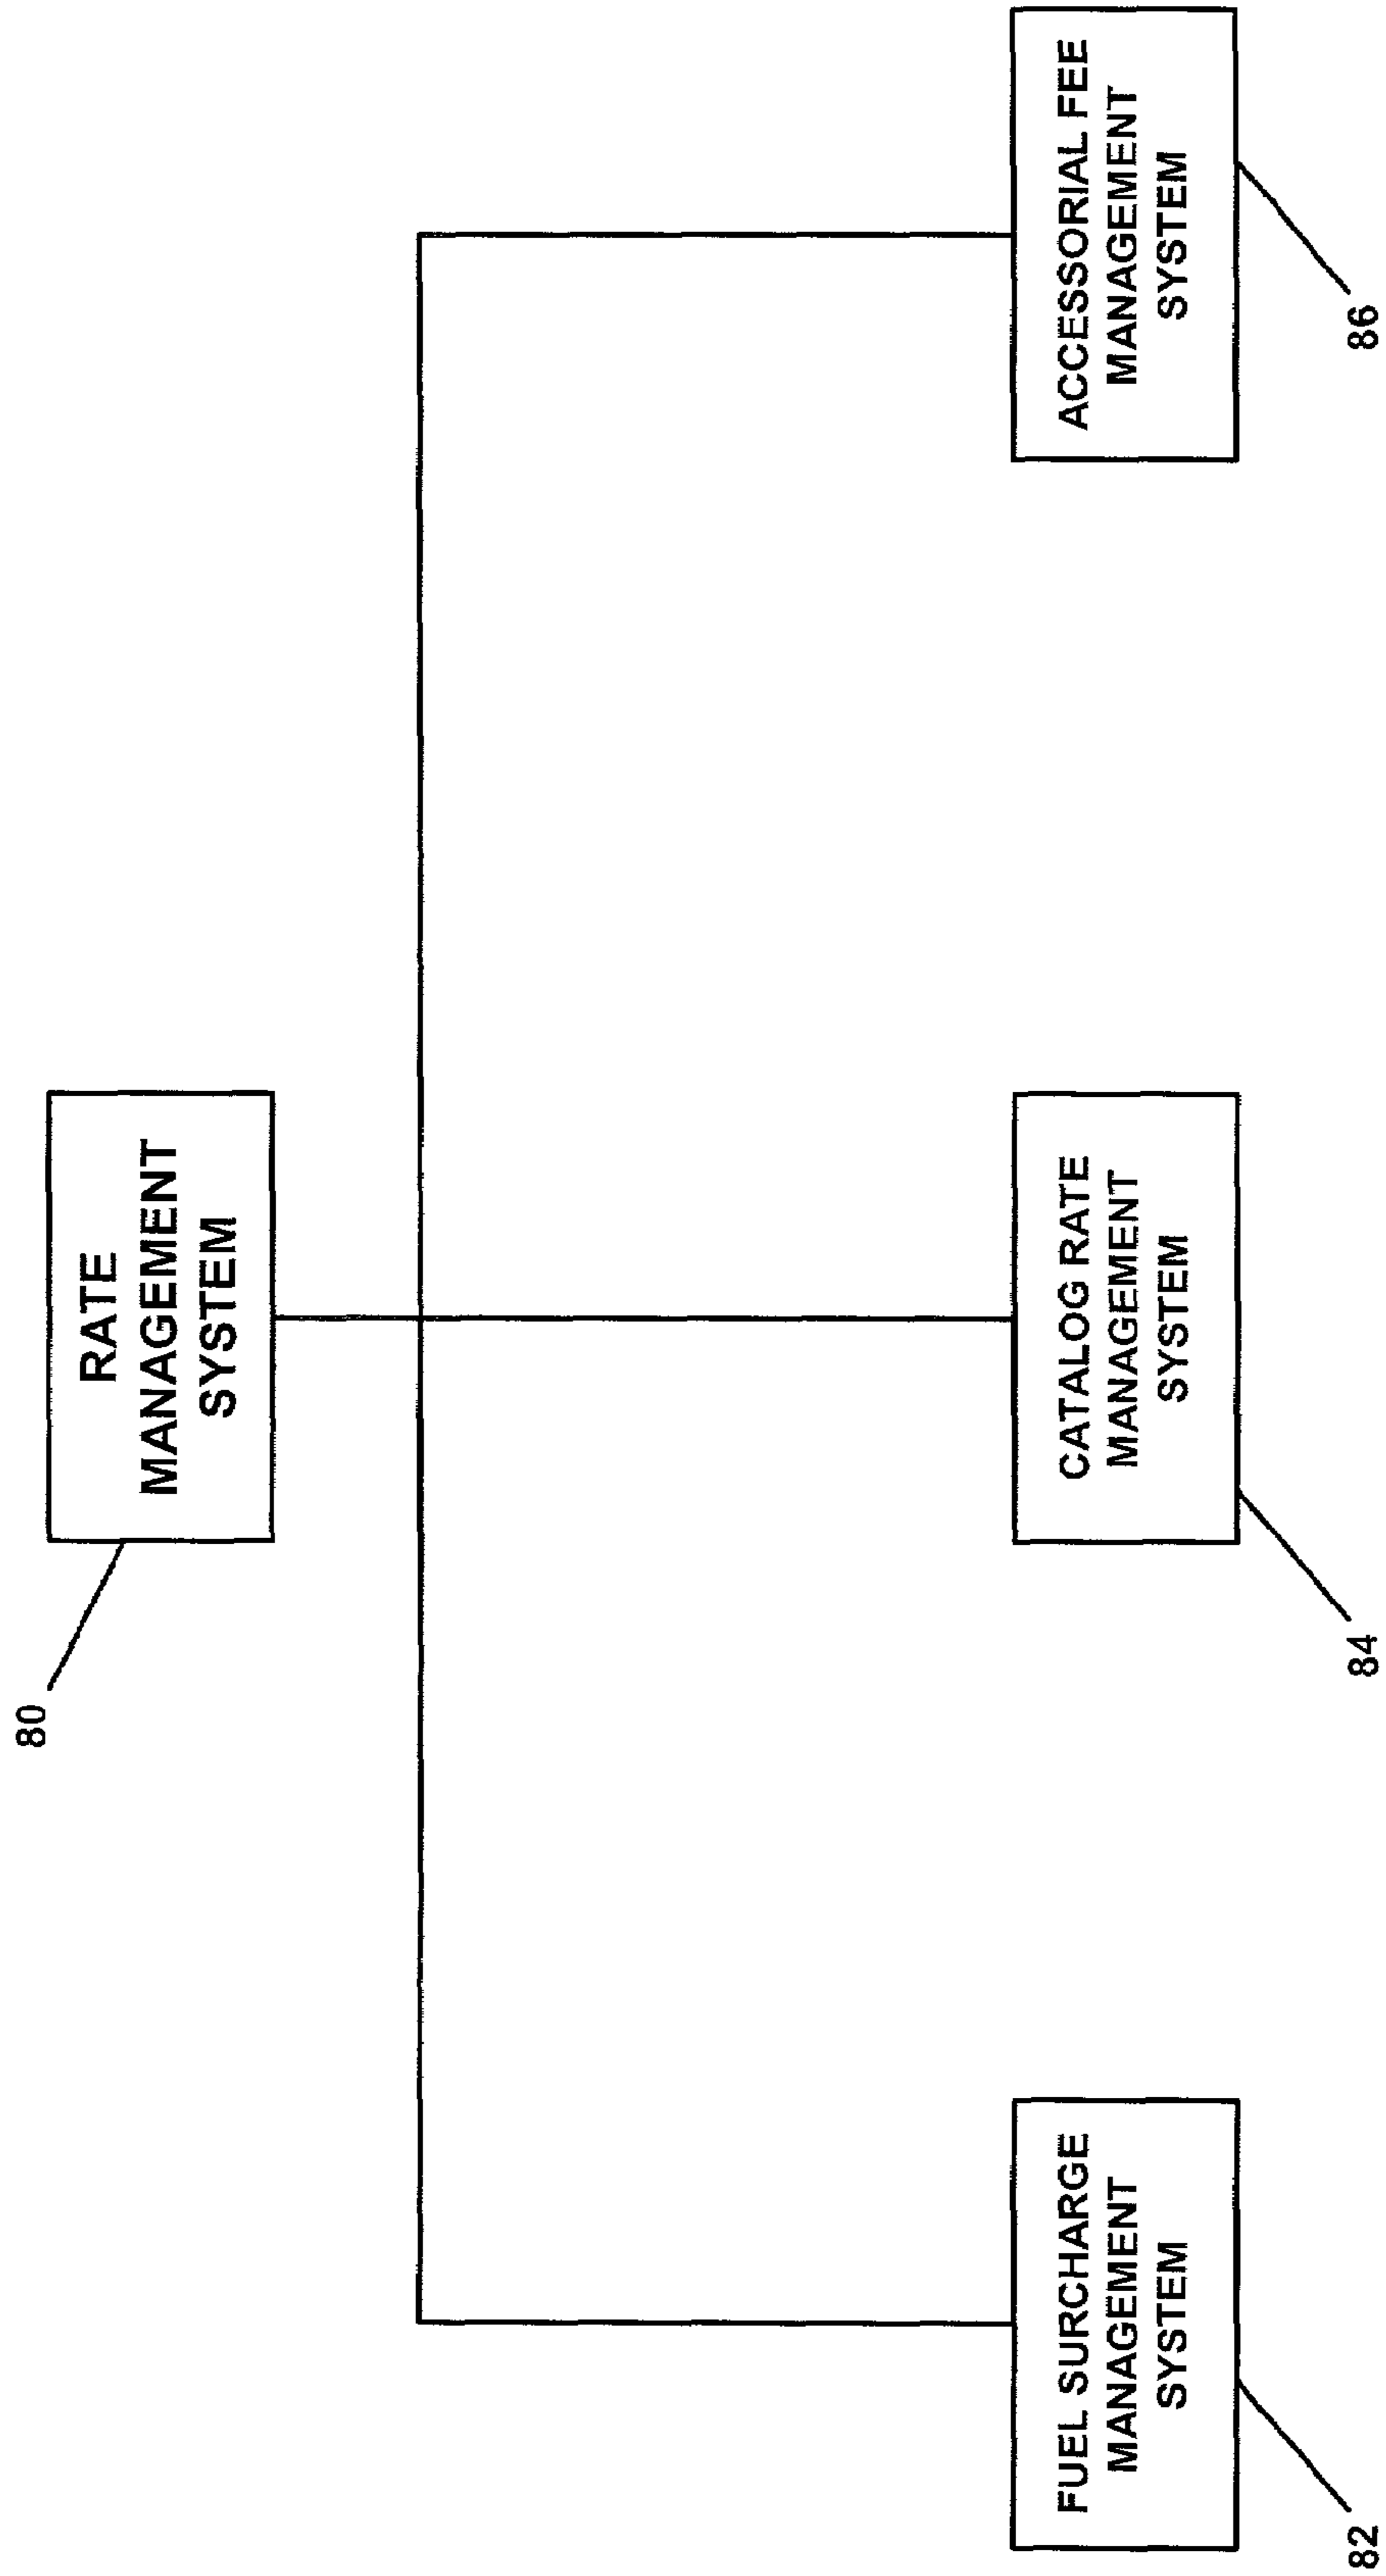 80
RATE
MANAGEMENT
SYSTEM
FUEL SURCHARGE
MANAGEMENT
SYSTEM
82
CATALOG RATE
MANAGEMENT
SYSTEM
84
ACCESSORIAL FEE
MANAGEMENT
SYSTEM
86